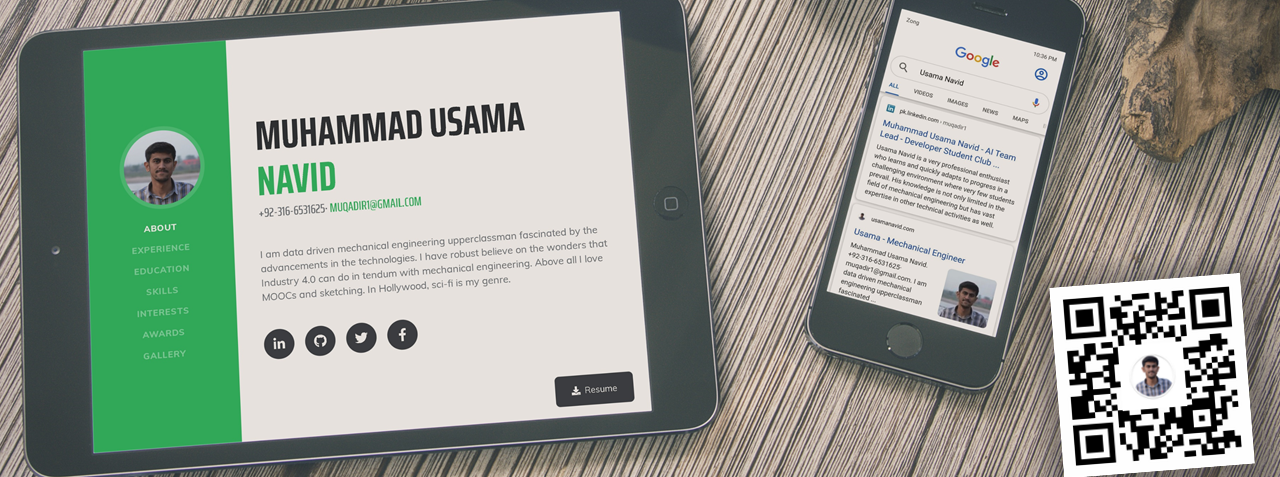 MUHAMMAD USAMA
NAVID
+92-316-6531625· MUQADIR1@GMAIL.COM
I am data driven mechanical engineering upperclassman fascinated by the
advancements in the technologies. I have robust believe on the wonders that
Industry 4.0 can do in tendum with mechanical engineering. Above all I love
MOOCs and sketching. In Hollywood, sci-fi is my genre.
Resume
ABOUT
EXPERIENCE
EDUCATION
SKILLS
INTERESTS
AWARDS
GALLERY
Zong
10:36 PM
Google
Usama Navid
ALL VIDEOS IMAGES NEWS MAPS
pk.linkedin.com › muqadir1
Muhammad Usama Navid - AI Team
Lead - Developer Student Club ...
Usama Navid is a very professional enthusiast
who learns and quickly adapts to progress in a
challenging environment where very few students
prevail. His knowledge is not only limited in the
field of mechanical engineering but has vast
expertise in other technical activities as well.
usamanavid.com
Usama - Mechanical Engineer
Muhammad Usama Navid.
+92-316-6531625·
muqadir1@gmail.com. I am
data driven mechanical
engineering upperclassman
fascinated ...